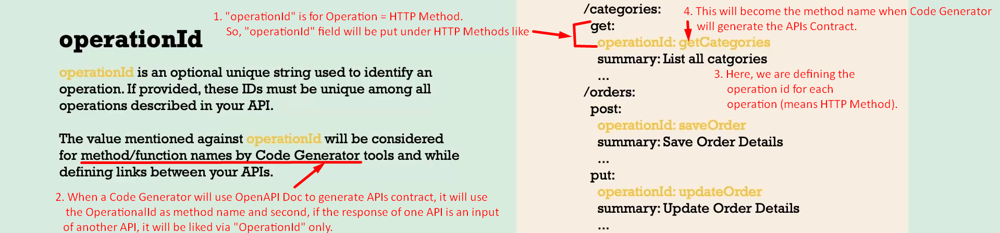 1. "operationId" is for Operation = HTTP Method.
So, "operationId" field will be put under HTTP Methods like
operationId
operationId is an optional unique string used to identify an
operation. If provided, these IDs must be unique among all
operations described in your API.
The value mentioned against operationId will be considered
for method/function names by Code Generator tools and while
defining links between your APIs.
2. When a Code Generator will use OpenAPI Doc to generate APIs contract, it will use
the OperationalId as method name and second, if the response of one API is an input
of another API, it will be liked via "OperationId" only.
/categories:
get:
operationId: getCategories
summary: List all catgories
...
/orders:
post:
operationId: saveOrder
summary: Save Order Details
...
put:
operationId: updateOrder
summary: Update Order Details
...
4. This will become the method name when Code Generator
will generate the APIs Contract.
3. Here, we are defining the
operation id for each
operation (means HTTP Method).